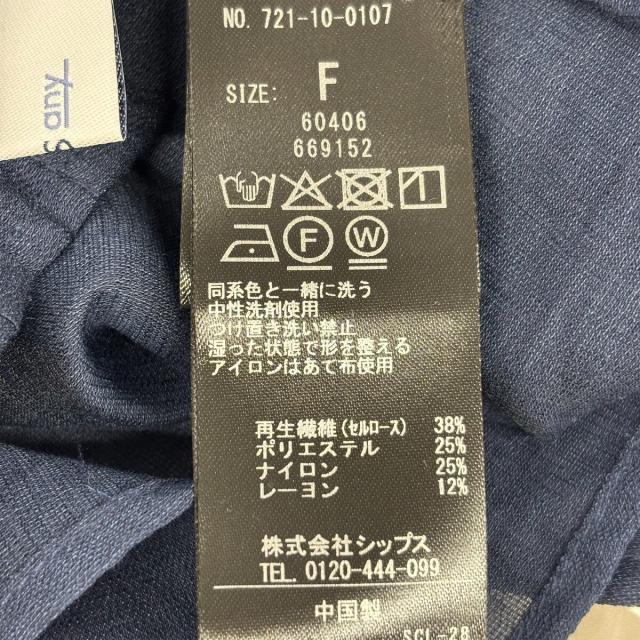 NO. 721-10-0107
SIZE: F
60406
669152
F W
同系色と一緒に洗う
中性洗剤使用
つけ置き洗い禁止
湿った状態で形を整える
アイロンはあて布使用
再生繊維(セルロース) 38%
ポリエステル 25%
ナイロン 25%
レーヨン 12%
株式会社シップス
TEL. 0120-444-099
中国製
SCL-28
S any